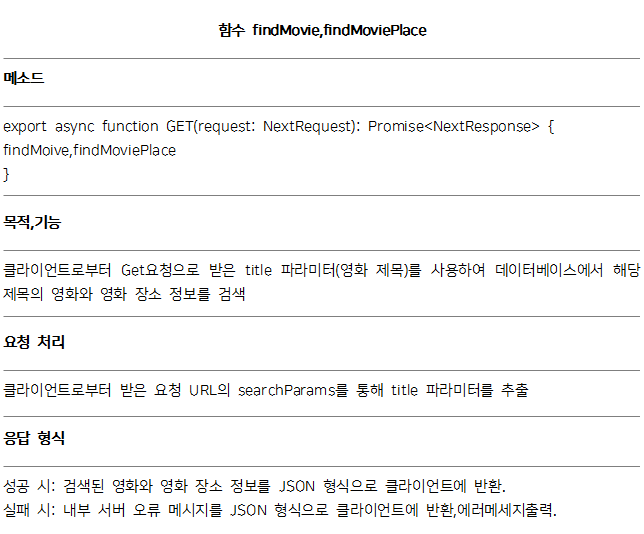 함수 findMovie,findMoviePlace
메소드
export async function GET(request: NextRequest): Promise<NextResponse> {
findMoive,findMoviePlace
}
목적,기능
클라이언트로부터 Get요청으로 받은 title 파라미터(영화 제목)를 사용하여 데이터베이스에서 해당
제목의 영화와 영화 장소 정보를 검색
요청 처리
클라이언트로부터 받은 요청 URL의 searchParams를 통해 title 파라미터를 추출
응답 형식
성공 시: 검색된 영화와 영화 장소 정보를 JSON 형식으로 클라이언트에 반환.
실패 시: 내부 서버 오류 메시지를 JSON 형식으로 클라이언트에 반환,에러메세지출력.